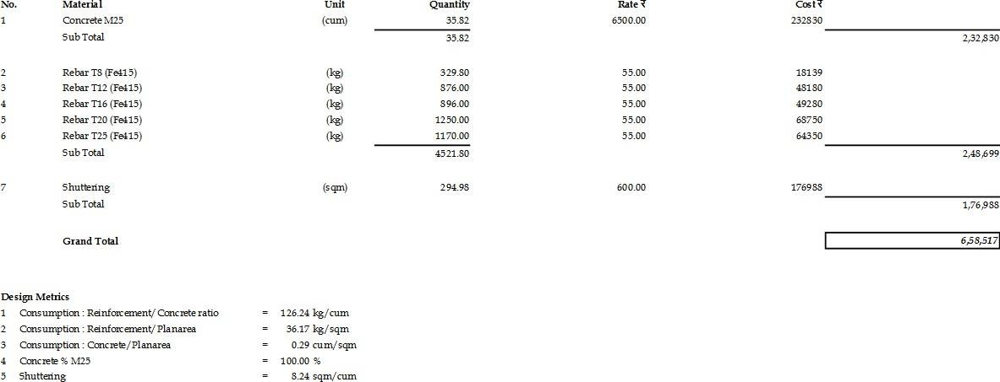 No. Material Unit Quantity Rate ₹ Cost ₹
1 Concrete M25 (cum) 35.82 6500.00 232830
Sub Total 35.82 2,32,830
2 Rebar T8 (Fe415) (kg) 329.80 55.00 18139
3 Rebar T12 (Fe415) (kg) 876.00 55.00 48180
4 Rebar T16 (Fe415) (kg) 896.00 55.00 49280
5 Rebar T20 (Fe415) (kg) 1250.00 55.00 68750
6 Rebar T25 (Fe415) (kg) 1170.00 55.00 64350
Sub Total 4521.80 2,48,699
7 Shuttering (sqm) 294.98 600.00 176988
Sub Total 1,76,988
Grand Total 6,58,517
Design Metrics
1 Consumption : Reinforcement/ Concrete ratio = 126.24 kg/cum
2 Consumption : Reinforcement/ Planarea = 36.17 kg/sqm
3 Consumption : Concrete/Planarea = 0.29 cum/sqm
4 Concrete % M25 = 100.00 %
5 Shuttering = 8.24 sqm/cum